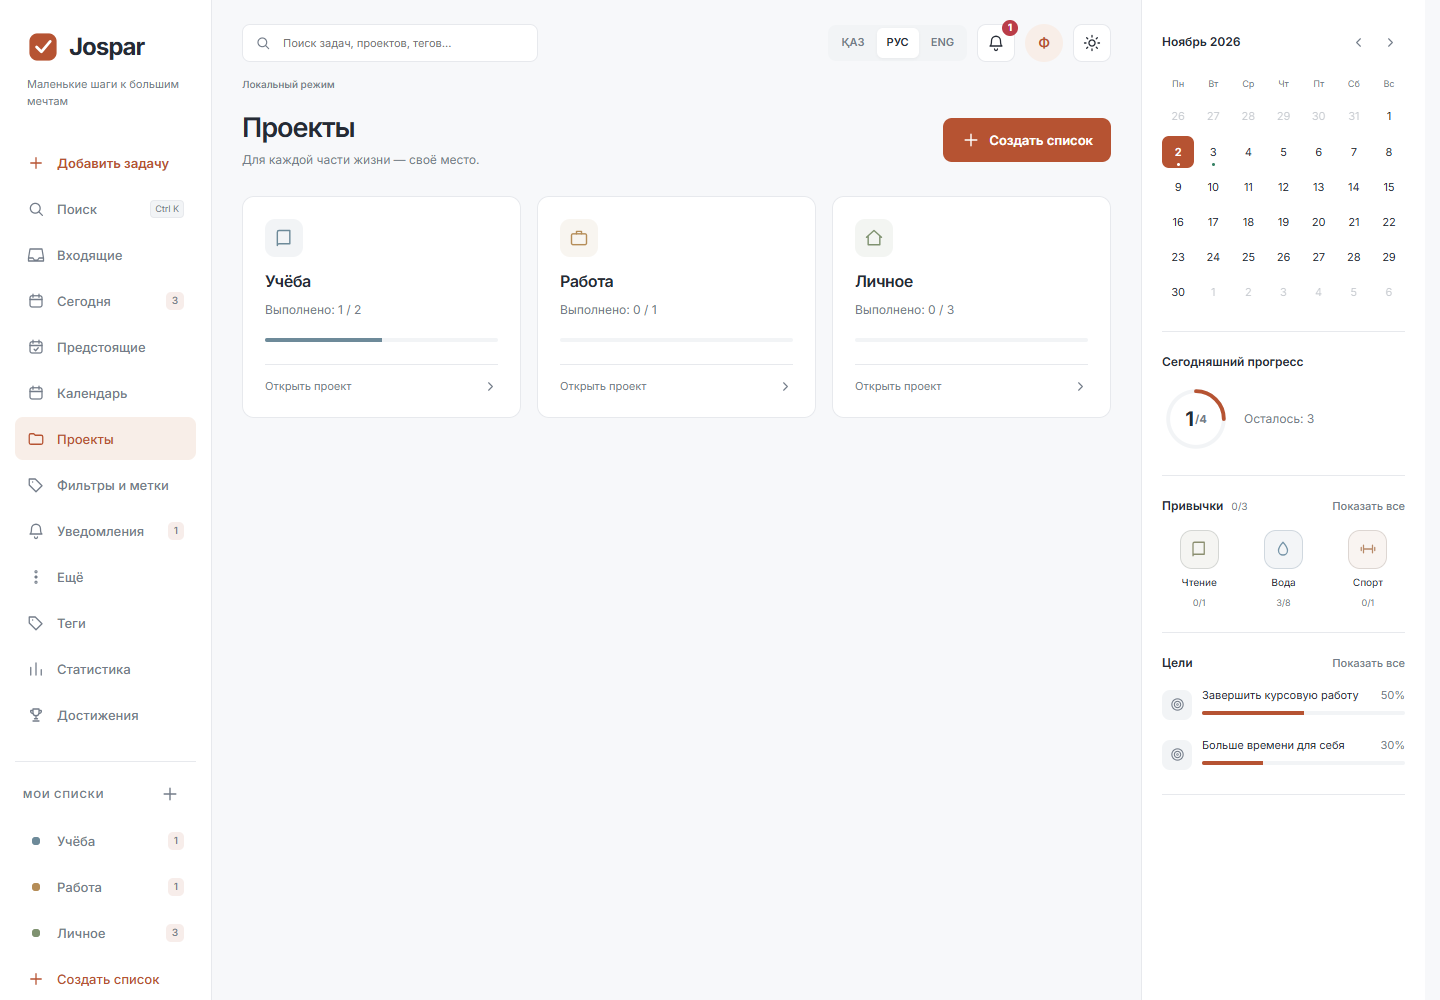 Jospar
Маленькие шаги к большим
мечтам
Добавить задачу
Поиск
Ctrl K
Входящие
Сегодня
3
Предстоящие
Календарь
Проекты
Фильтры и метки
Уведомления
1
Ещё
Теги
Статистика
Достижения
МОИ СПИСКИ
Учёба
1
Работа
1
Личное
3
Создать список
Поиск задач, проектов, тегов...
ҚАЗ
РУС
ENG
1
Ф
Локальный режим
Проекты
Для каждой части жизни — своё место.
Создать список
Учёба
Выполнено: 1 / 2
Открыть проект
Работа
Выполнено: 0 / 1
Открыть проект
Личное
Выполнено: 0 / 3
Открыть проект
Ноябрь 2026
Пн Вт Ср Чт Пт Сб Вс
26 27 28 29 30 31 1
2 3 4 5 6 7 8
9 10 11 12 13 14 15
16 17 18 19 20 21 22
23 24 25 26 27 28 29
30 1 2 3 4 5 6
Сегодняшний прогресс
1/4
Осталось: 3
Привычки 0/3
Показать все
Чтение
0/1
Вода
3/8
Спорт
0/1
Цели
Показать все
Завершить курсовую работу
50%
Больше времени для себя
30%